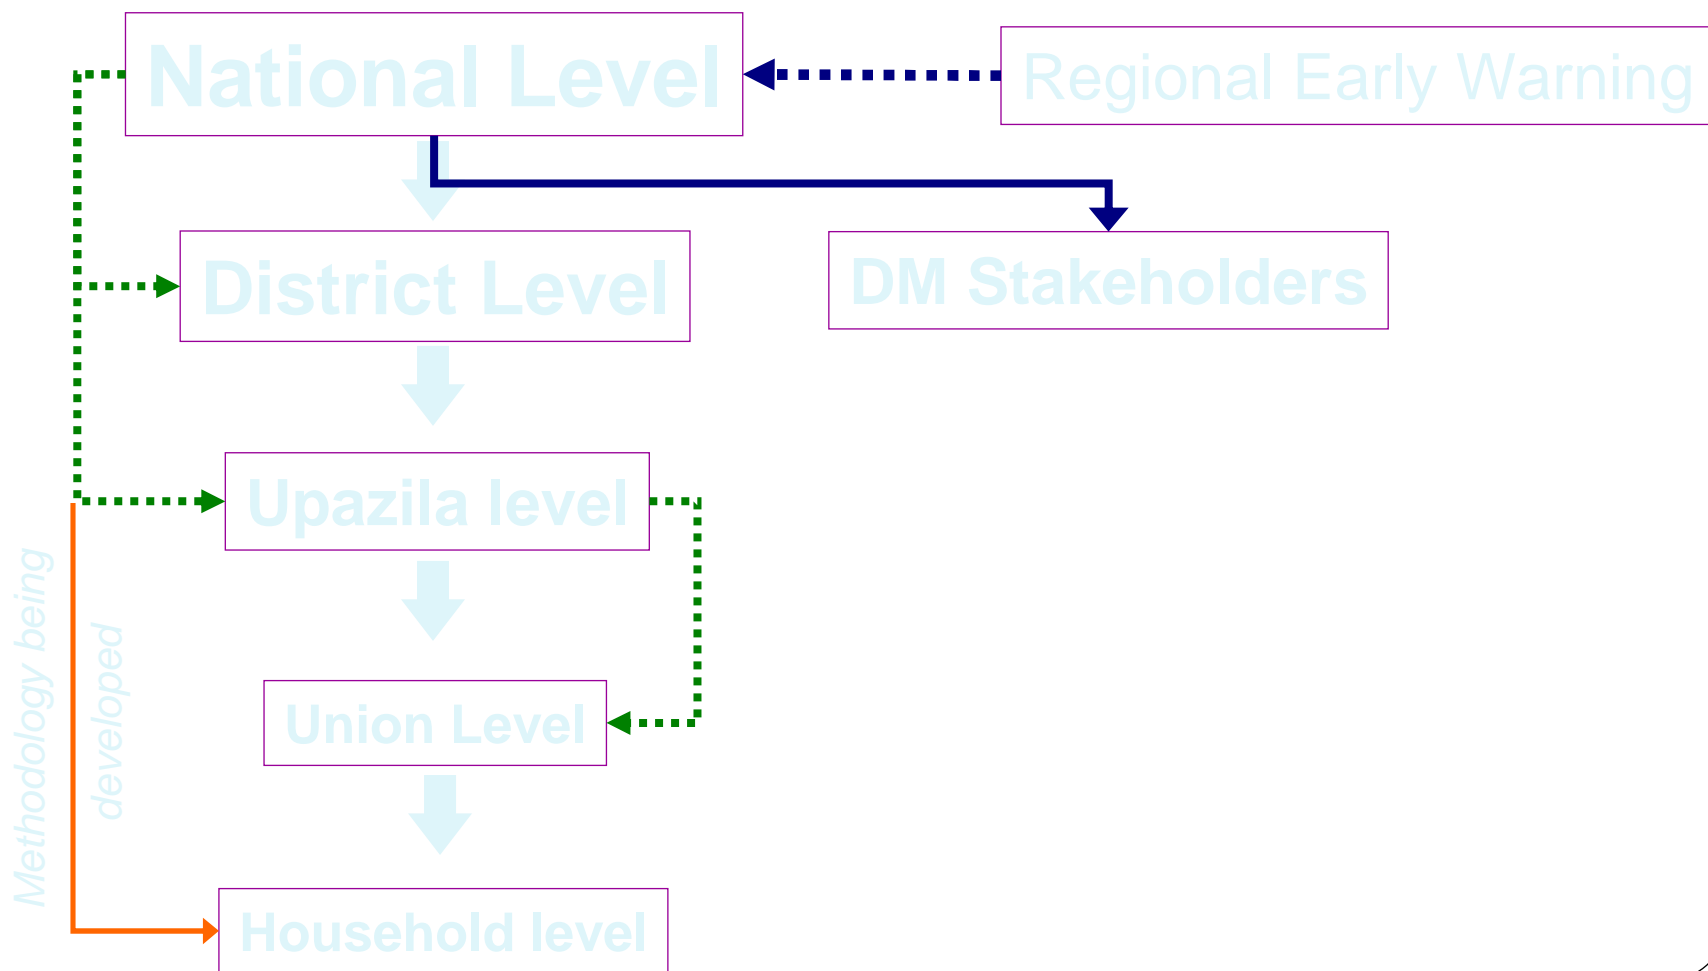 National Level
Regional Early Warning
District Level
DM Stakeholders
Upazila level
Methodology being
developed
Union Level
Household level